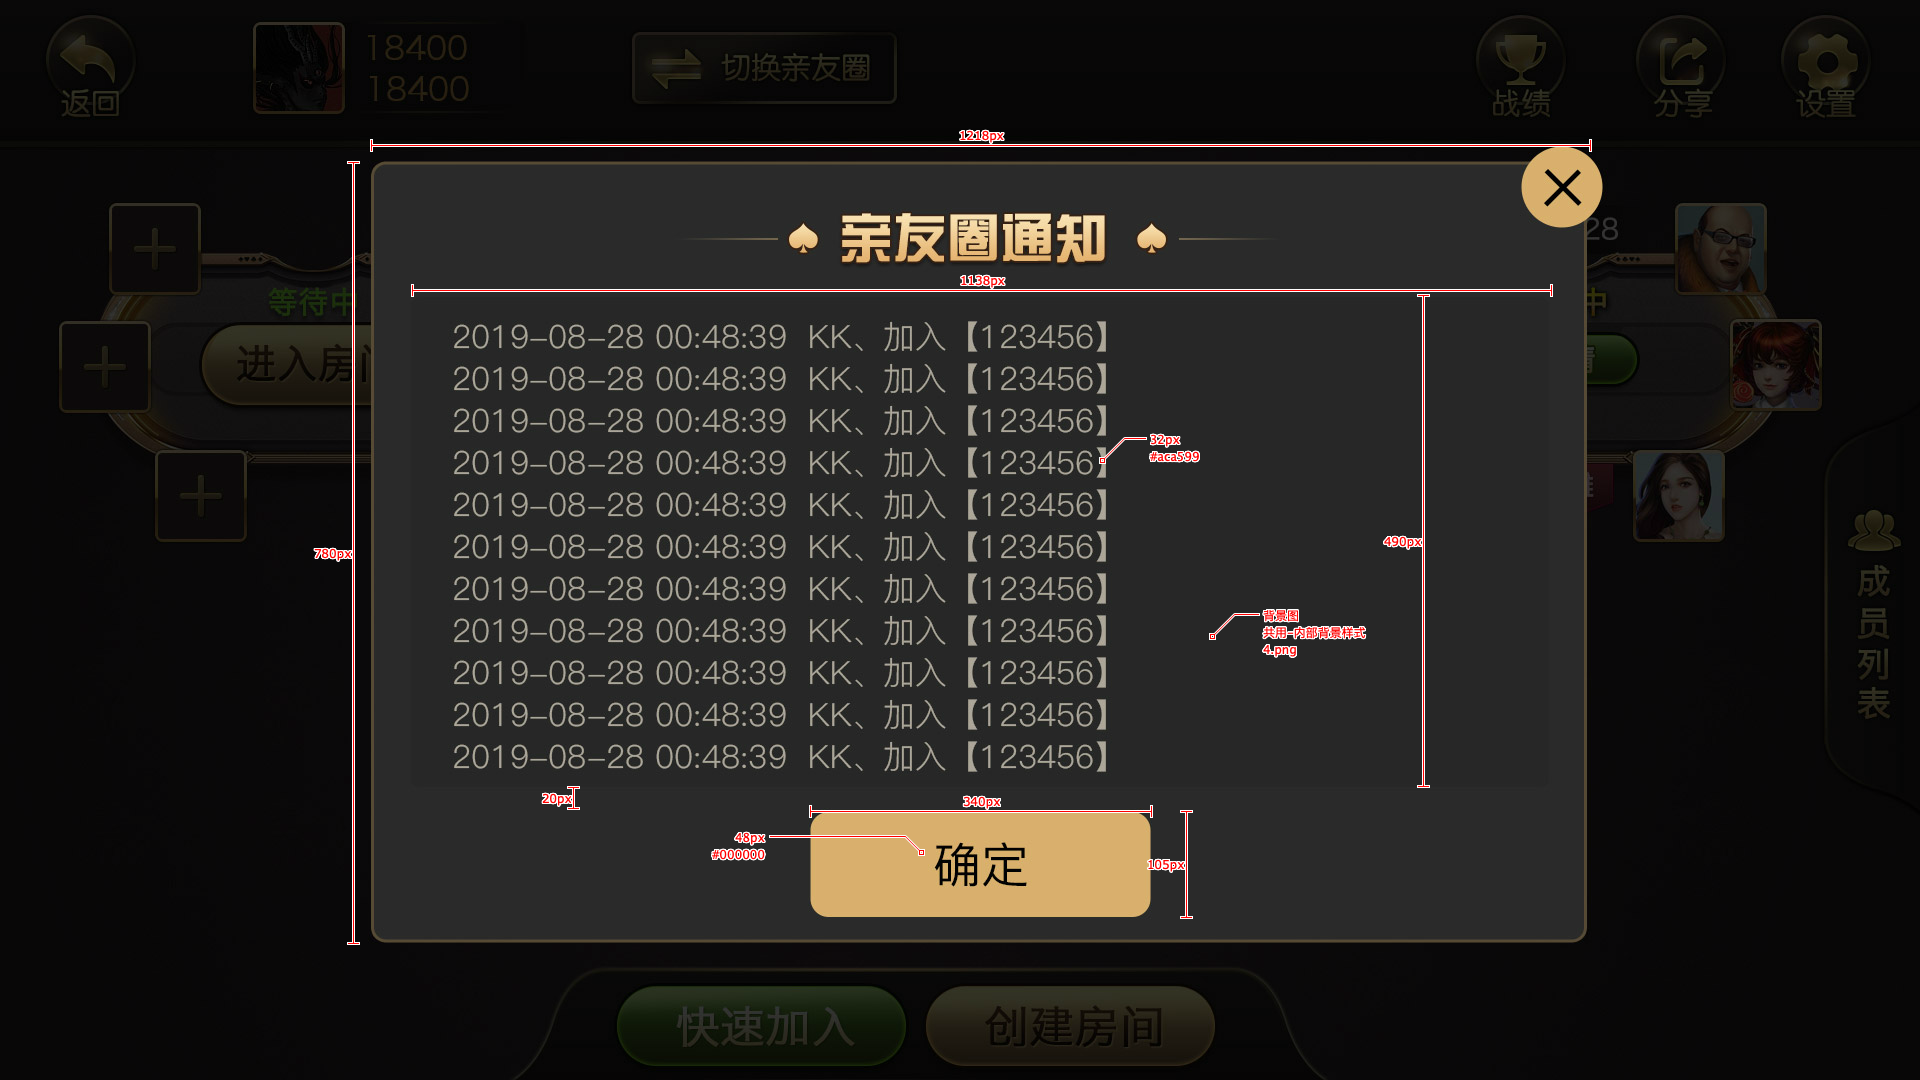 18400
18400
切换亲友圈
返回
战绩
分享
设置
1218px
亲友圈通知
28
1138px
等待中
中
进入房间
2019-08-28 00:48:39 KK、加入【123456】
2019-08-28 00:48:39 KK、加入【123456】
2019-08-28 00:48:39 KK、加入【123456】
2019-08-28 00:48:39 KK、加入【123456】
2019-08-28 00:48:39 KK、加入【123456】
2019-08-28 00:48:39 KK、加入【123456】
2019-08-28 00:48:39 KK、加入【123456】
2019-08-28 00:48:39 KK、加入【123456】
2019-08-28 00:48:39 KK、加入【123456】
2019-08-28 00:48:39 KK、加入【123456】
2019-08-28 00:48:39 KK、加入【123456】
32px
#aca599
780px
490px
背景图
共用-内部背景样式
4.png
成员列表
20px
340px
48px
#000000
确定
105px
快速加入
创建房间